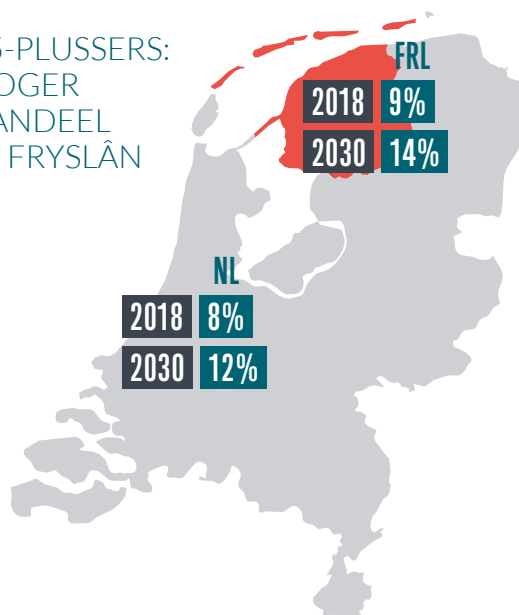 -PLUSSERS:
OGER
ANDEEL
FRYSLÂN
FRL
2018 9%
2030 14%
NL
2018 8%
2030 12%